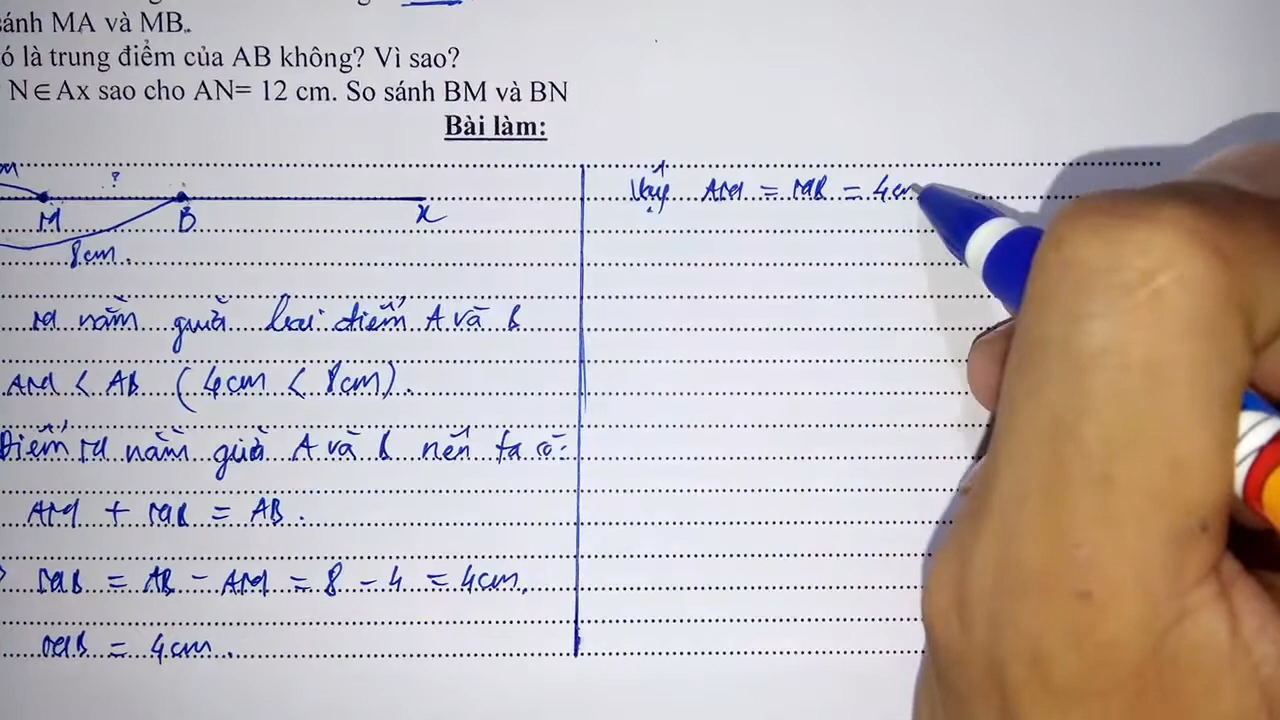 sánh MA và MB.
ó là trung điểm của AB không? Vì sao?
N∈Ax sao cho AN= 12 cm. So sánh BM và BN
Bài làm:
?
M B x
8cm.
M nằm giữa hai điểm A và B
AM < AB (4cm < 8cm).
Điểm M nằm giữa A và B nên ta có:
AM + MB = AB.
MB = AB - AM = 8 - 4 = 4cm.
MB = 4cm.
Vậy AM = MB = 4cm